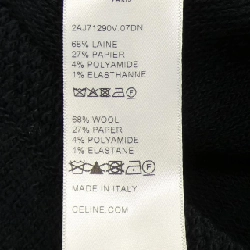 PARIS
2AJ71290V.07DN
68% LAINE
27% PAPIER
4% POLYAMIDE
1% ELASTHANNE
68% WOOL
27% PAPER
4% POLYAMIDE
1% ELASTANE
MADE IN ITALY
CELINE.COM